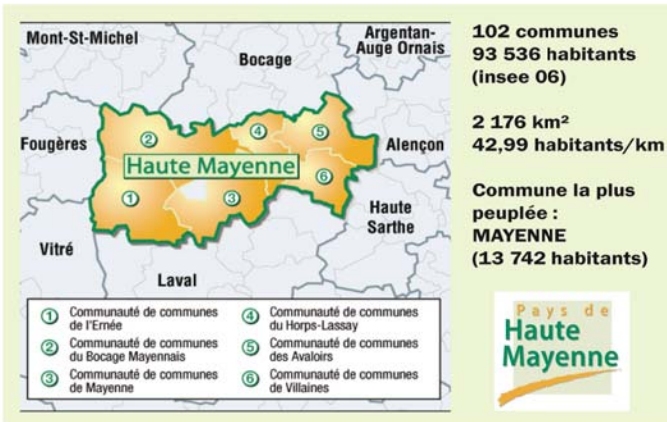 Mont-St-Michel
Argentan-
Auge Ornais
Bocage
Fougères
Alençon
Haute Mayenne
Haute
Sarthe
Vitré
Laval
1
2
3
4
5
6
1 Communauté de communes
de l'Ernée
2 Communauté de communes
du Bocage Mayennais
3 Communauté de communes
de Mayenne
4 Communauté de communes
du Horps-Lassay
5 Communauté de communes
des Avaloirs
6 Communauté de communes
de Villaines
102 communes
93 536 habitants
(insee 06)
2 176 km²
42,99 habitants/km
Commune la plus
peuplée :
MAYENNE
(13 742 habitants)
Pays de
Haute
Mayenne